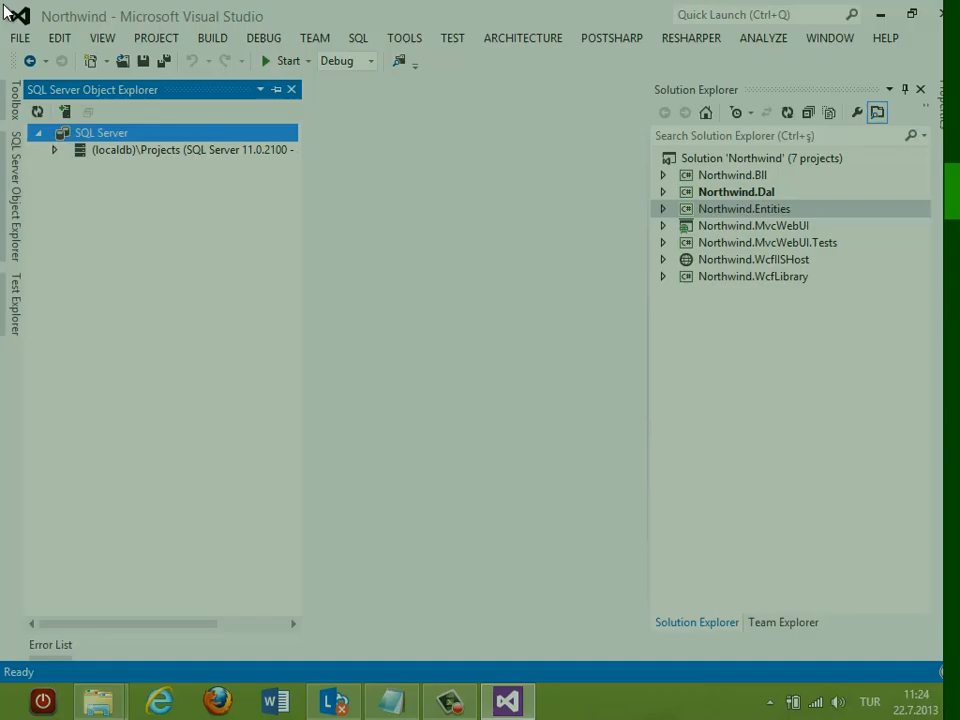 Northwind - Microsoft Visual Studio
Quick Launch (Ctrl+Q)
FILE EDIT VIEW PROJECT BUILD DEBUG TEAM SQL TOOLS TEST ARCHITECTURE POSTSHARP RESHARPER ANALYZE WINDOW HELP
Start Debug
Toolbox
SQL Server Object Explorer
Test Explorer
SQL Server Object Explorer
SQL Server
(localdb)\Projects (SQL Server 11.0.2100 -
Solution Explorer
Search Solution Explorer (Ctrl+ş)
Solution 'Northwind' (7 projects)
Northwind.Bll
Northwind.Dal
Northwind.Entities
Northwind.MvcWebUI
Northwind.MvcWebUI.Tests
Northwind.WcfIISHost
Northwind.WcfLibrary
Solution Explorer Team Explorer
Error List
Ready
TUR
11:24
22.7.2013